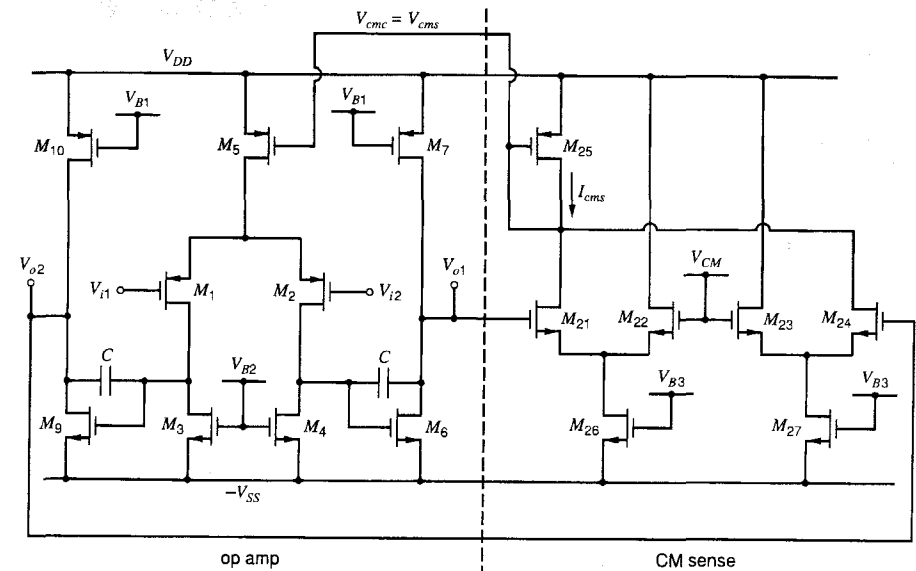 V_cmc = V_cms
V_DD
V_B1
V_B1
M_10
M_5
M_7
M_25
I_cms
V_o2
V_i1
M_1
M_2
V_i2
V_o1
V_CM
M_21
M_22
M_23
M_24
C
V_B2
C
V_B3
V_B3
M_9
M_3
M_4
M_6
M_26
M_27
−V_SS
op amp
CM sense